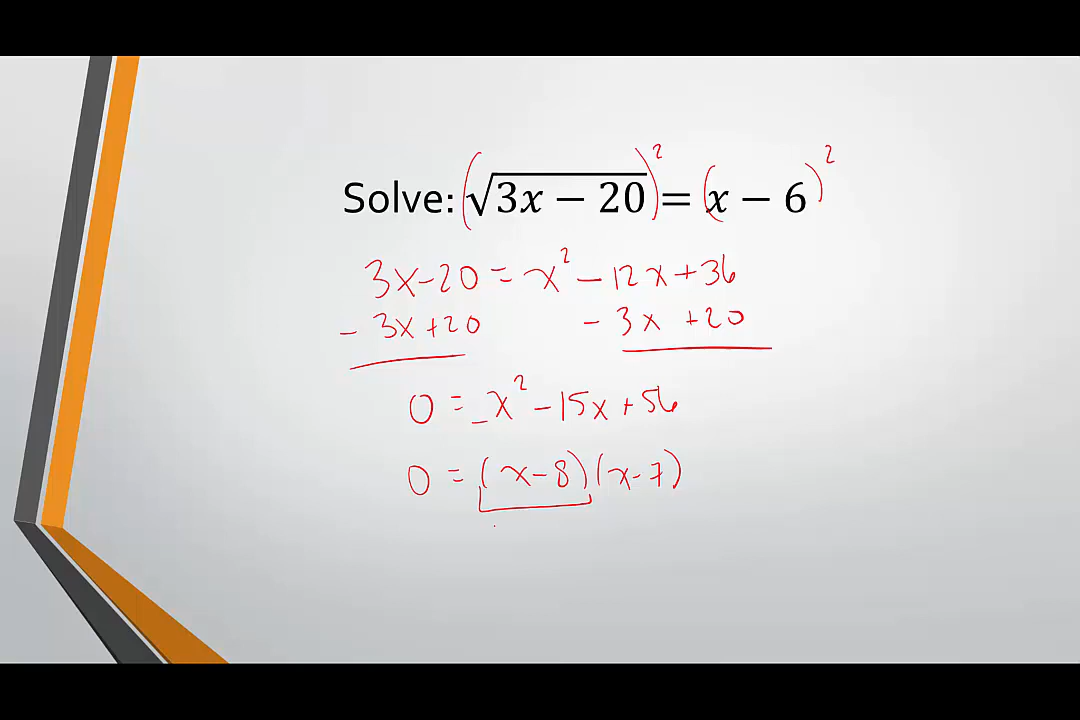 Solve: (√3x − 20)² = (x − 6)²
3x-20 = x² - 12x + 36
- 3x + 20 - 3x + 20
0 = x² - 15x + 56
0 = (x-8)(x-7)